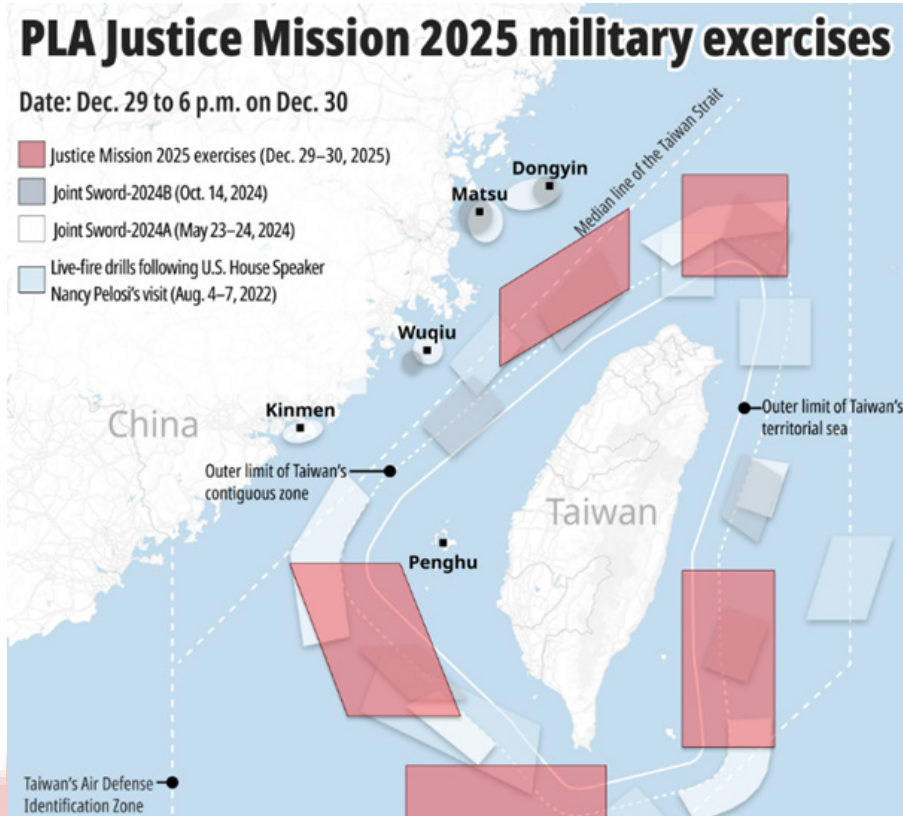 PLA Justice Mission 2025 military exercises
Date: Dec. 29 to 6 p.m. on Dec. 30
Justice Mission 2025 exercises (Dec. 29–30, 2025)
Joint Sword-2024B (Oct. 14, 2024)
Joint Sword-2024A (May 23–24, 2024)
Live-fire drills following U.S. House Speaker
Nancy Pelosi's visit (Aug. 4–7, 2022)
Median line of the Taiwan Strait
Dongyin
Matsu
Wuqiu
Kinmen
China
Outer limit of Taiwan's
territorial sea
Outer limit of Taiwan's
contiguous zone
Taiwan
Penghu
Taiwan's Air Defense
Identification Zone